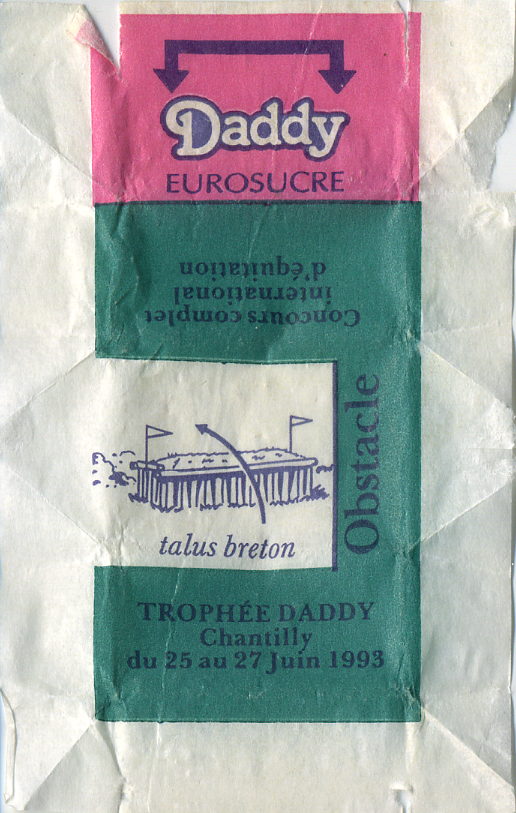 Daddy
EUROSUCRE
Concours complet
international
d'équitation
Obstacle
talus breton
TROPHÉE DADDY
Chantilly
du 25 au 27 Juin 1993